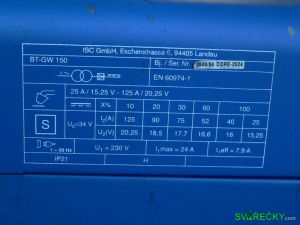 ISC GmbH, Eschenstrasse 6, 94405 Landau
BT-GW 150 Bj. / Ser. Nr.
EN 60974-1
25 A / 15,25 V - 125 A / 20,25 V
X% 10 20 30 60 100
S U₀=34 V I₂(A) 125 90 75 52 40 25
U₂(V) 20,25 18,5 17,7 16,6 16 15,25
1 ~ 50 Hz U₁ = 230 V I₁max = 24 A I₁eff = 7,9 A
IP21 H
SVÁŘEČKY.COM